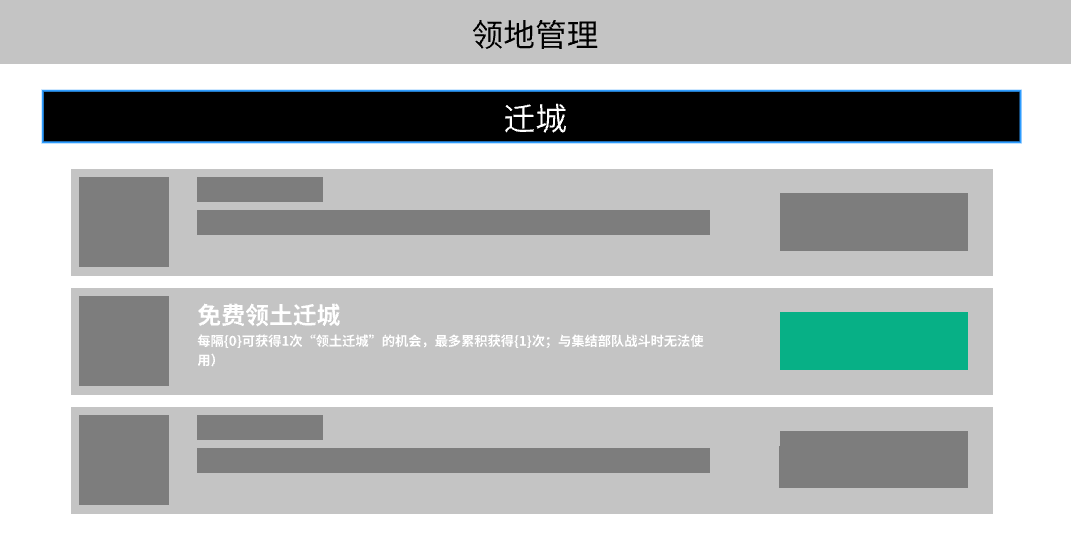 领地管理
迁城
免费领土迁城
每隔{0}可获得1次“领土迁城”的机会，最多累积获得{1}次；与集结部队战斗时无法使
用）